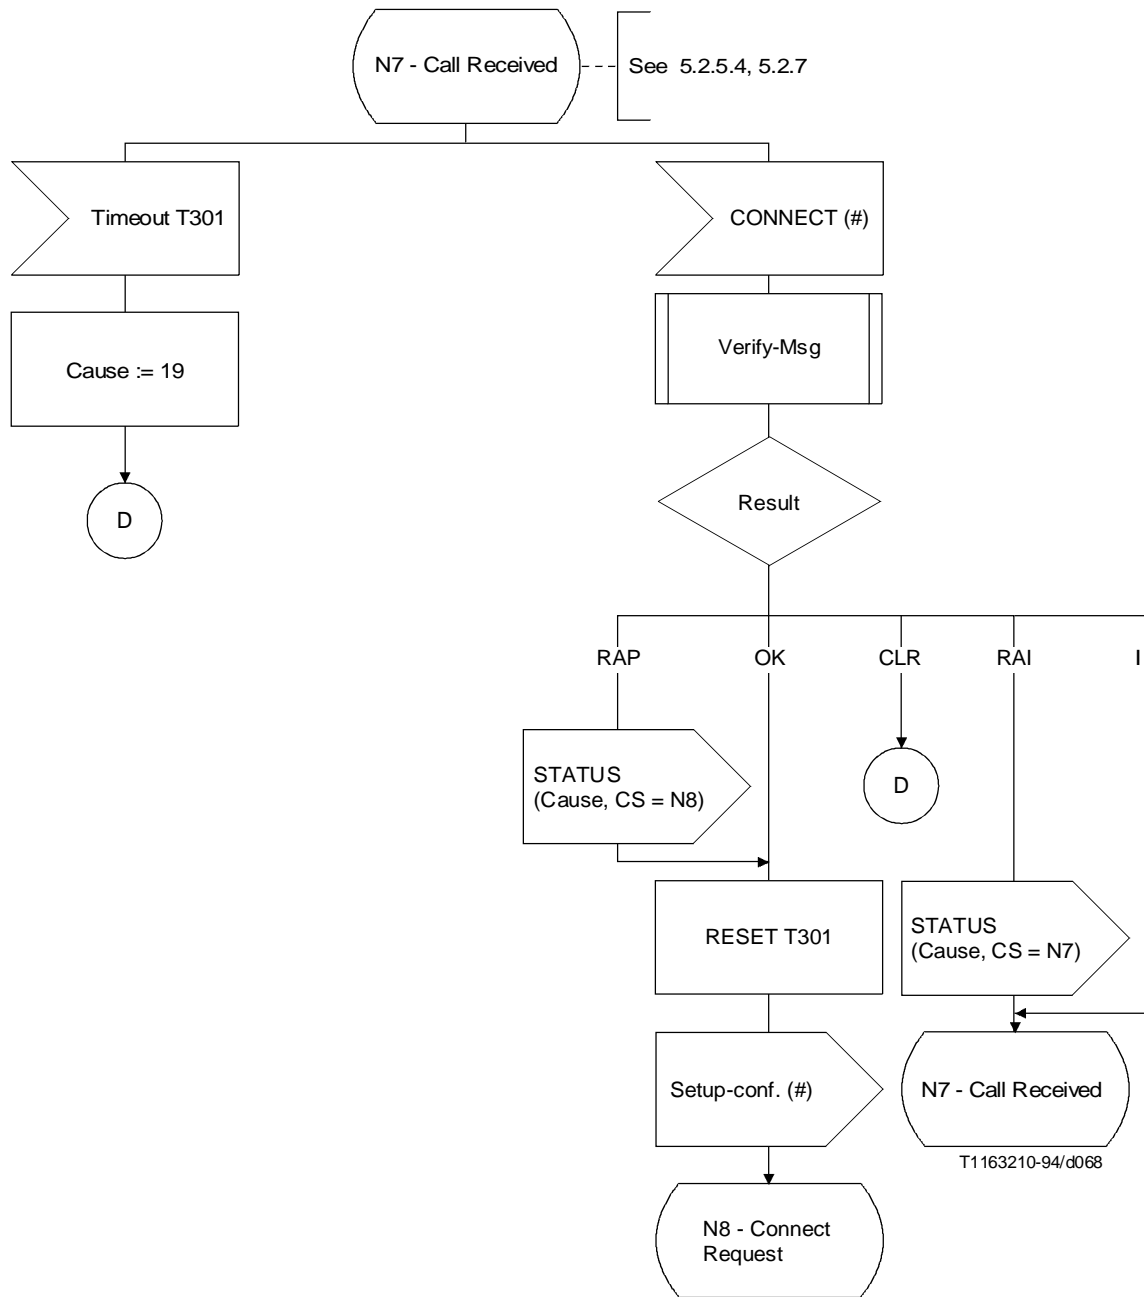 N7 - Call Received
See 5.2.5.4, 5.2.7
Timeout T301
CONNECT (#)
Cause := 19
Verify-Msg
D
Result
RAP
OK
CLR
RAI
I
STATUS
(Cause, CS = N8)
D
RESET T301
STATUS
(Cause, CS = N7)
Setup-conf. (#)
N7 - Call Received
T1163210-94/d068
N8 - Connect
Request